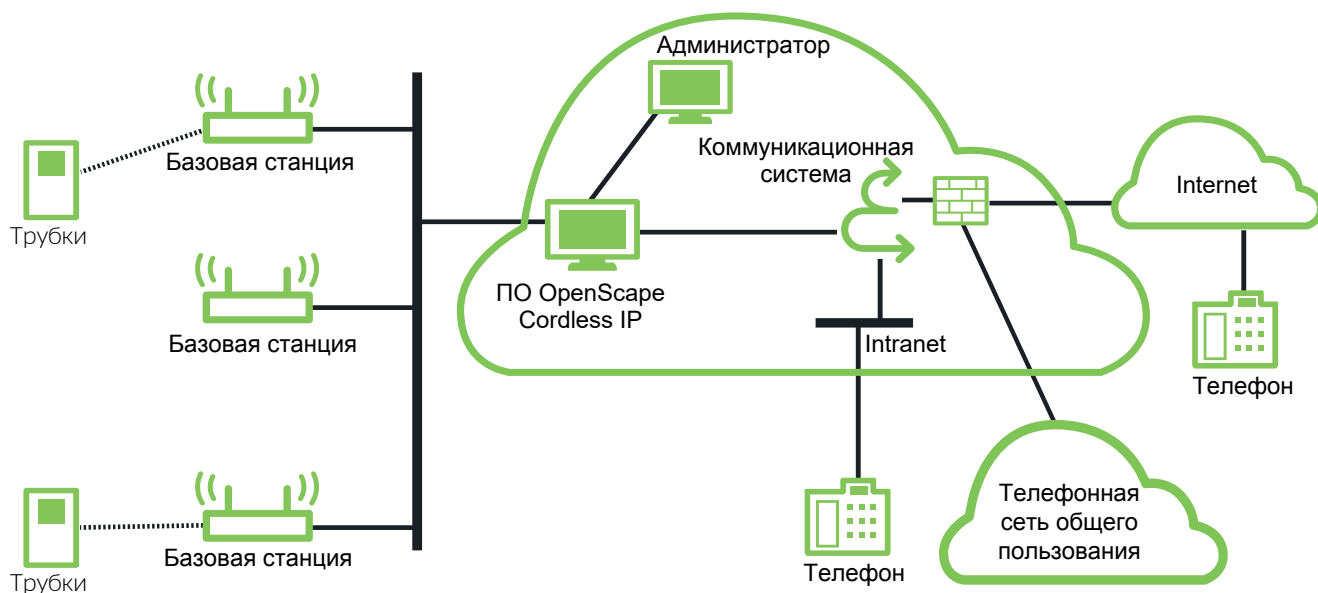 Администратор
Базовая станция
Коммуникационная
система
Internet
Трубки
ПО OpenScape
Cordless IP
Базовая станция
Intranet
Телефон
Телефонная
сеть общего
пользования
Базовая станция
Телефон
Трубки